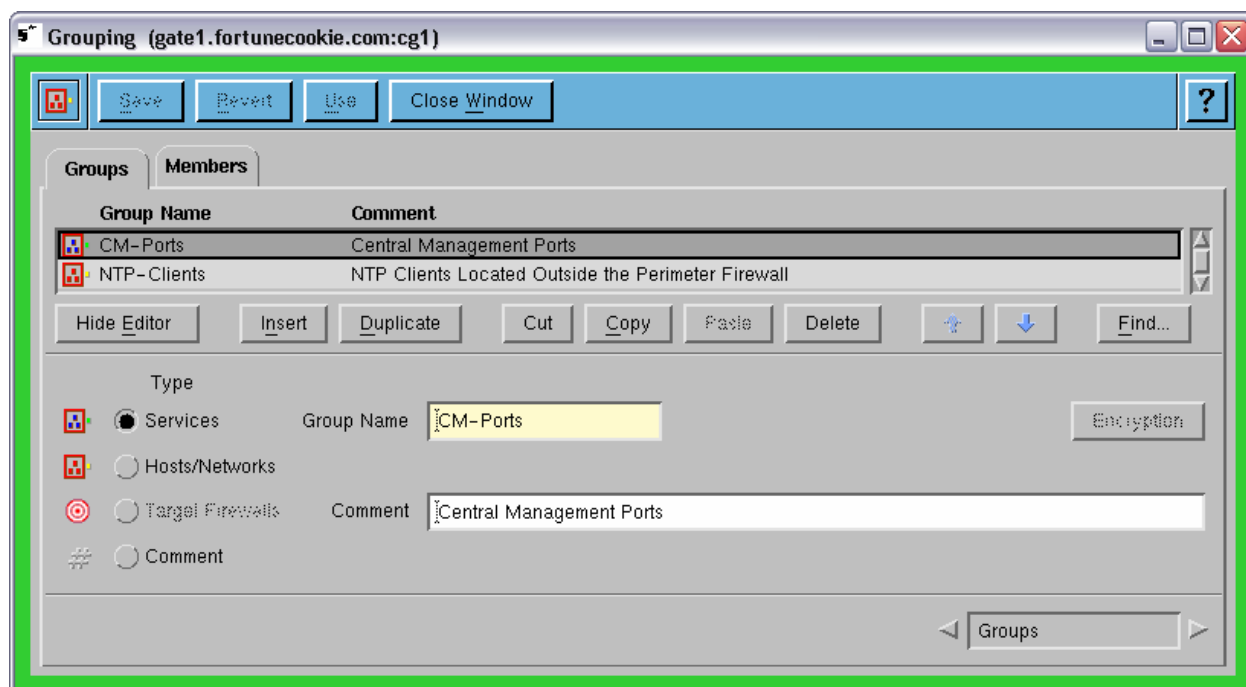 Grouping (gate1.fortunecookie.com:cg1)
Save Revert Use Close Window ?
Groups Members
Group Name Comment
CM-Ports Central Management Ports
NTP-Clients NTP Clients Located Outside the Perimeter Firewall
Hide Editor Insert Duplicate Cut Copy Paste Delete Find...
Type
Services Group Name CM-Ports Encryption
Hosts/Networks
Target Firewalls Comment Central Management Ports
# Comment
Groups